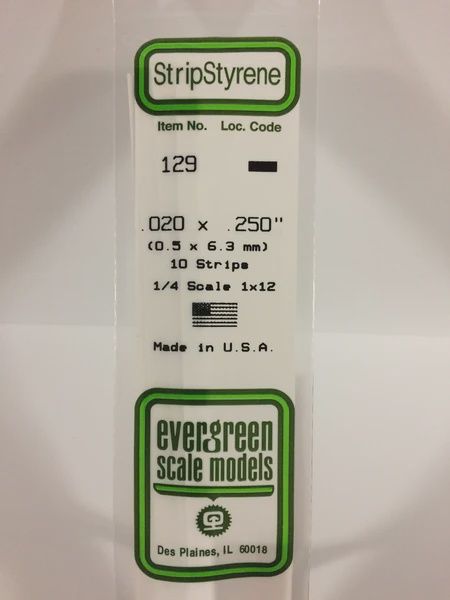 StripStyrene
Item No. Loc. Code
129
.020 x .250"
(0.5 x 6.3 mm)
10 Strips
1/4 Scale 1x12
Made in U.S.A.
evergreen
scale models
Des Plaines, IL 60018